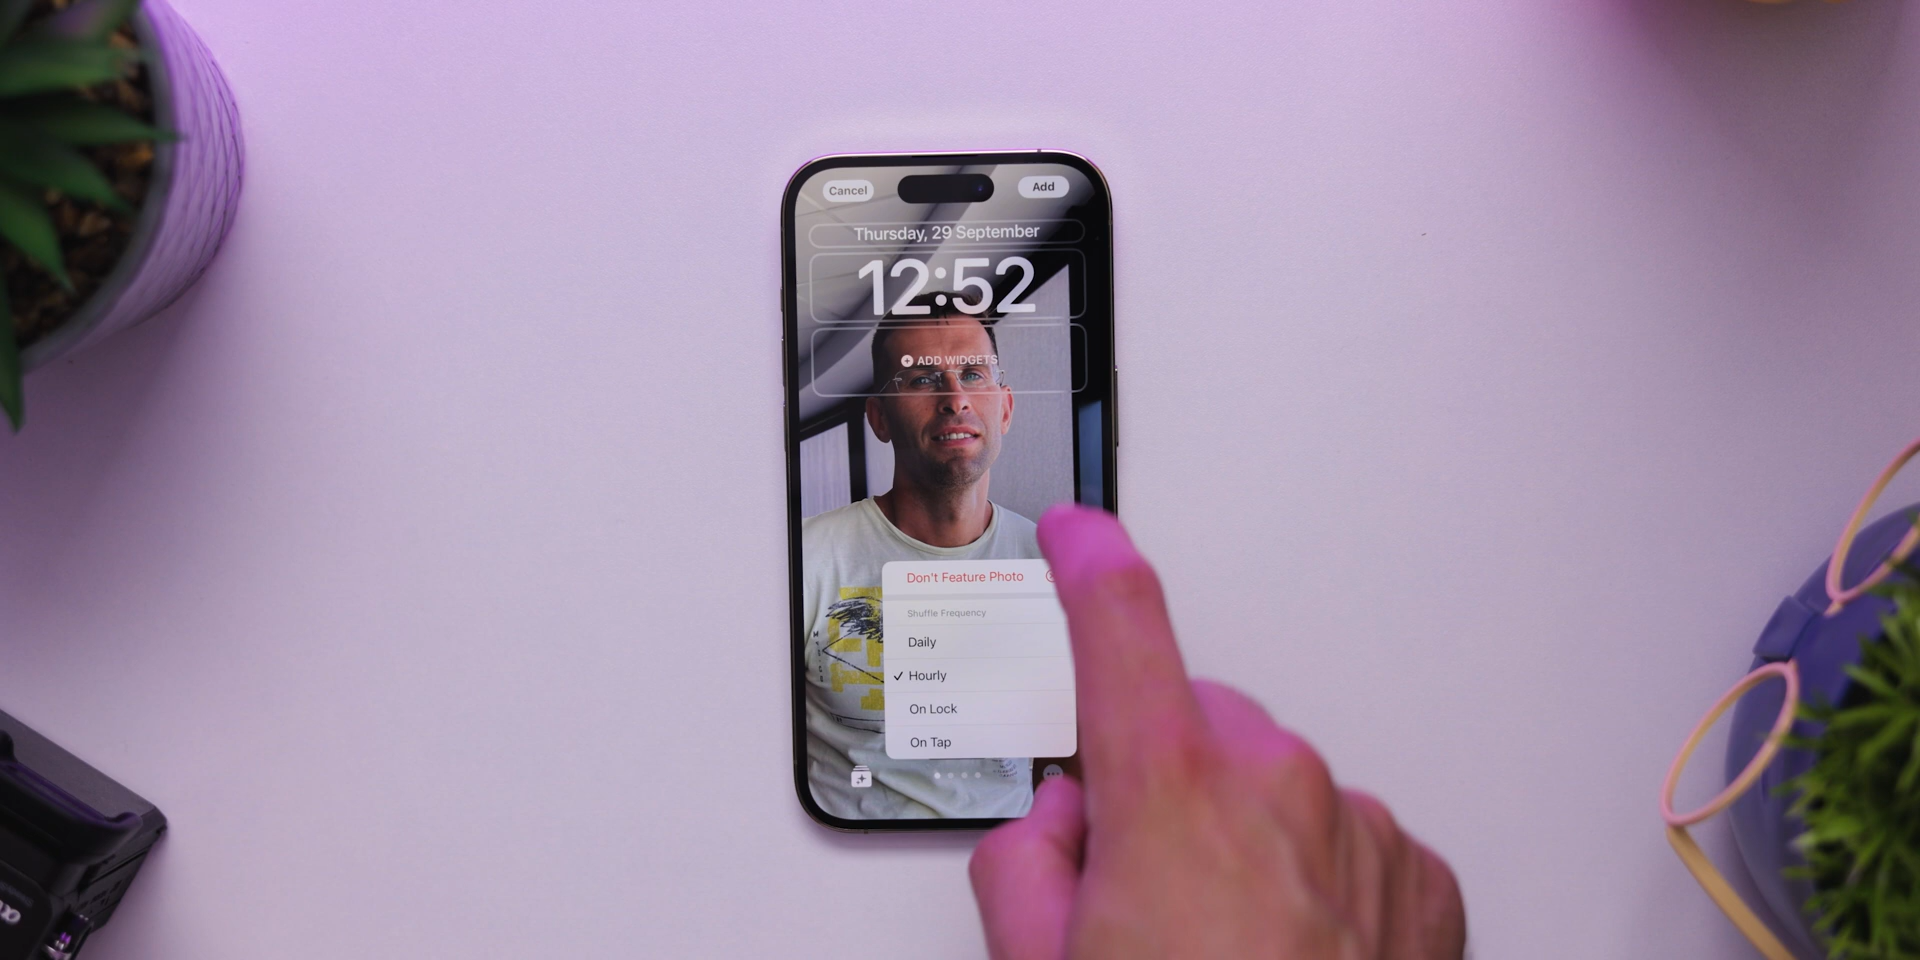 Cancel
Add
Thursday, 29 September
12:52
ADD WIDGETS
Don't Feature Photo
Shuffle Frequency
Daily
Hourly
On Lock
On Tap